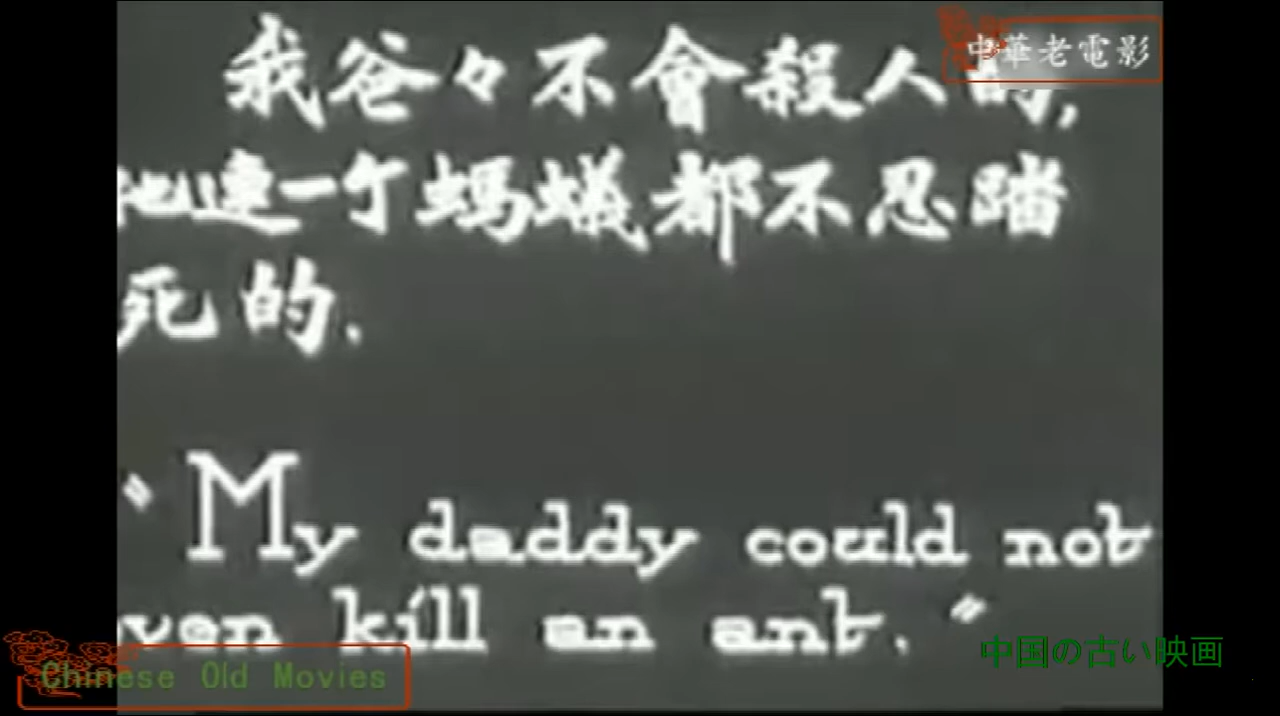 我爸々不會殺人的,
中華老電影
他連一个螞蟻都不忍踏
死的.
"My daddy could not
ven kill an ant."
中国の古い映画
Chinese Old Movies